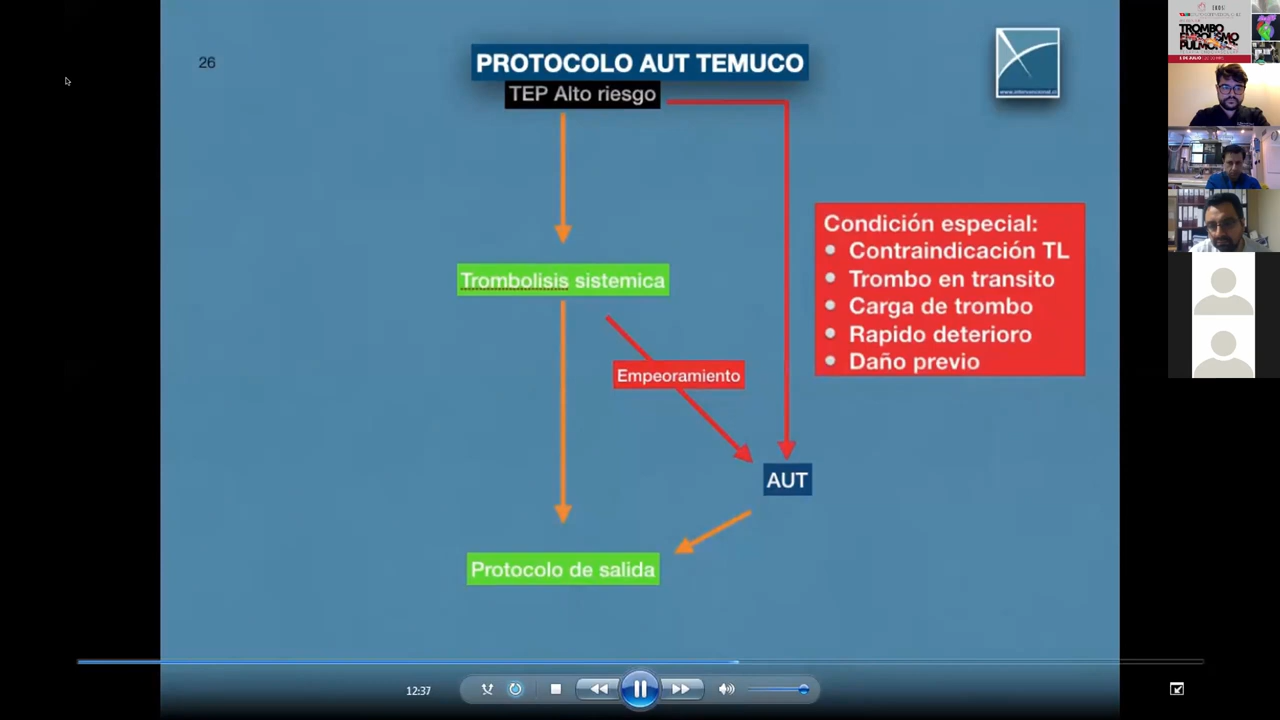 26
PROTOCOLO AUT TEMUCO
TEP Alto riesgo
Trombolisis sistemica
Empeoramiento
AUT
Protocolo de salida
Condición especial:
Contraindicación TL
Trombo en transito
Carga de trombo
Rapido deterioro
Daño previo
12:37
TROMBO